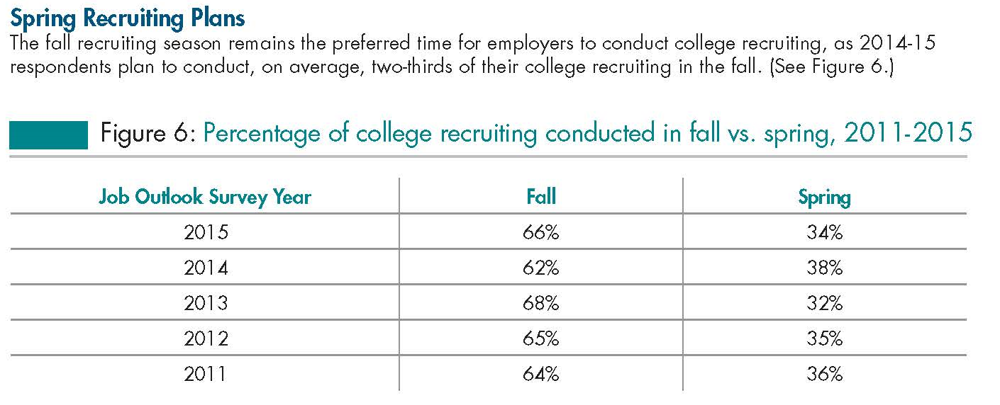 Spring Recruiting Plans
The fall recruiting season remains the preferred time for employers to conduct college recruiting, as 2014-15
respondents plan to conduct, on average, two-thirds of their college recruiting in the fall. (See Figure 6.)
Figure 6: Percentage of college recruiting conducted in fall vs. spring, 2011-2015
Job Outlook Survey Year Fall Spring
2015 66% 34%
2014 62% 38%
2013 68% 32%
2012 65% 35%
2011 64% 36%